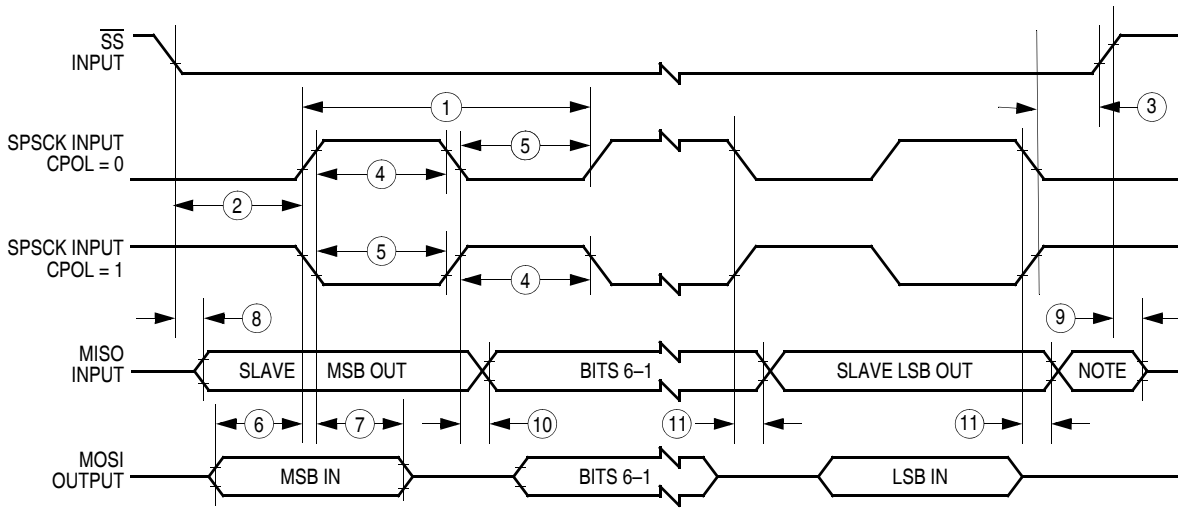 SS
INPUT
1
3
SPSCK INPUT
CPOL = 0
5
4
2
SPSCK INPUT
CPOL = 1
5
4
8
9
MISO
INPUT
SLAVE MSB OUT
BITS 6–1
SLAVE LSB OUT
NOTE
6
7
10
11
11
MOSI
OUTPUT
MSB IN
BITS 6–1
LSB IN